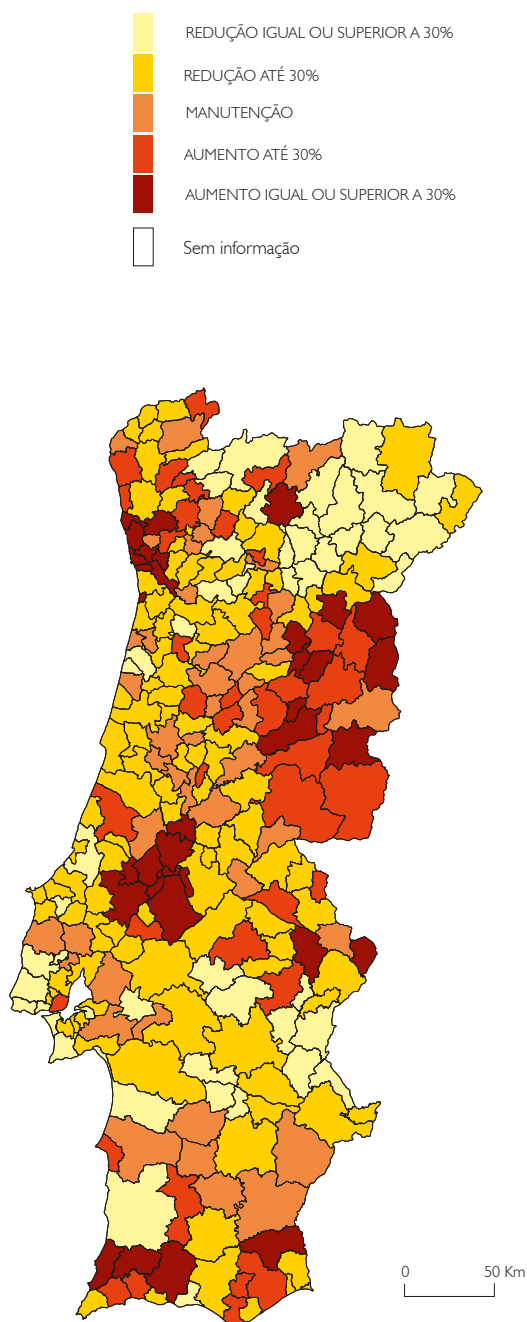 REDUÇÃO IGUAL OU SUPERIOR A 30%
REDUÇÃO ATÉ 30%
MANUTENÇÃO
AUMENTO ATÉ 30%
AUMENTO IGUAL OU SUPERIOR A 30%
Sem informação
0 50 Km